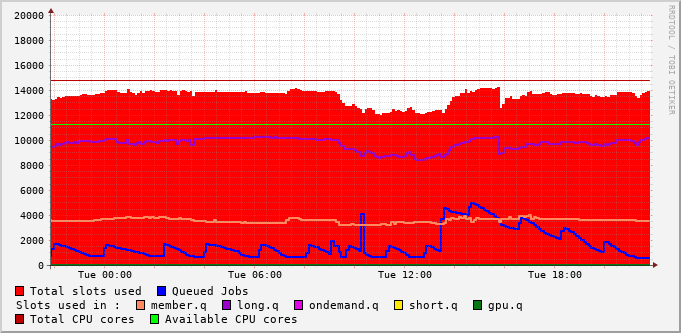 20000
18000
16000
14000
12000
10000
8000
6000
4000
2000
0
Tue 00:00 Tue 06:00 Tue 12:00 Tue 18:00
Total slots used Queued Jobs
Slots used in : member.q long.q ondemand.q short.q gpu.q
Total CPU cores Available CPU cores
RRDTOOL / TOBI OETIKER